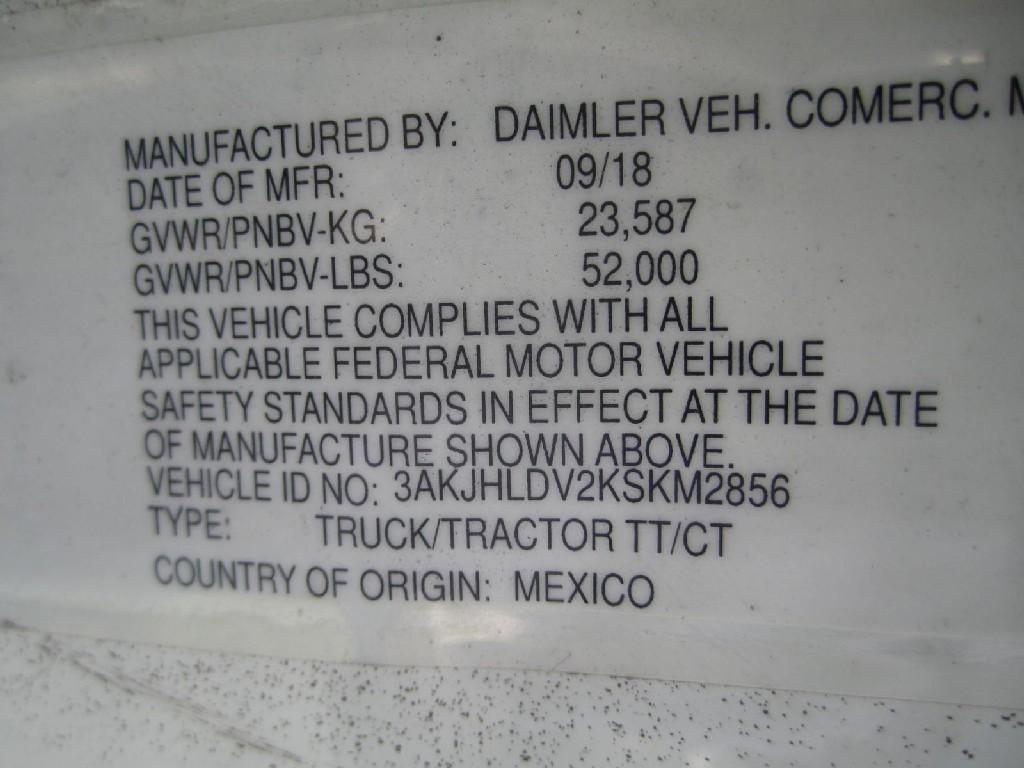 MANUFACTURED BY: DAIMLER VEH. COMERC.
DATE OF MFR: 09/18
GVWR/PNBV-KG: 23,587
GVWR/PNBV-LBS: 52,000
THIS VEHICLE COMPLIES WITH ALL
APPLICABLE FEDERAL MOTOR VEHICLE
SAFETY STANDARDS IN EFFECT AT THE DATE
OF MANUFACTURE SHOWN ABOVE.
VEHICLE ID NO: 3AKJHLDV2KSKM2856
TYPE: TRUCK/TRACTOR TT/CT
COUNTRY OF ORIGIN: MEXICO